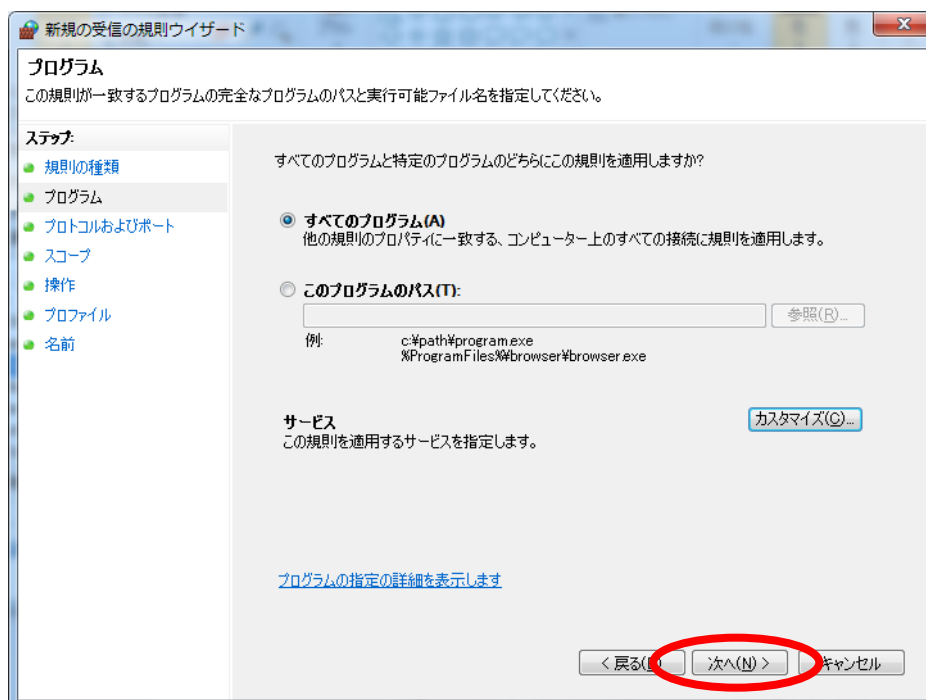 新規の受信の規則ウイザード
プログラム
この規則が一致するプログラムの完全なプログラムのパスと実行可能ファイル名を指定してください。
ステップ:
規則の種類
プログラム
プロトコルおよびポート
スコープ
操作
プロファイル
名前
すべてのプログラムと特定のプログラムのどちらにこの規則を適用しますか?
すべてのプログラム(A)
他の規則のプロパティに一致する、コンピューター上のすべての接続に規則を適用します。
このプログラムのパス(T):
参照(R)...
例: c:¥path¥program.exe
%ProgramFiles%¥browser¥browser.exe
サービス
カスタマイズ(C)...
この規則を適用するサービスを指定します。
プログラムの指定の詳細を表示します
< 戻る( 次へ(N) > キャンセル